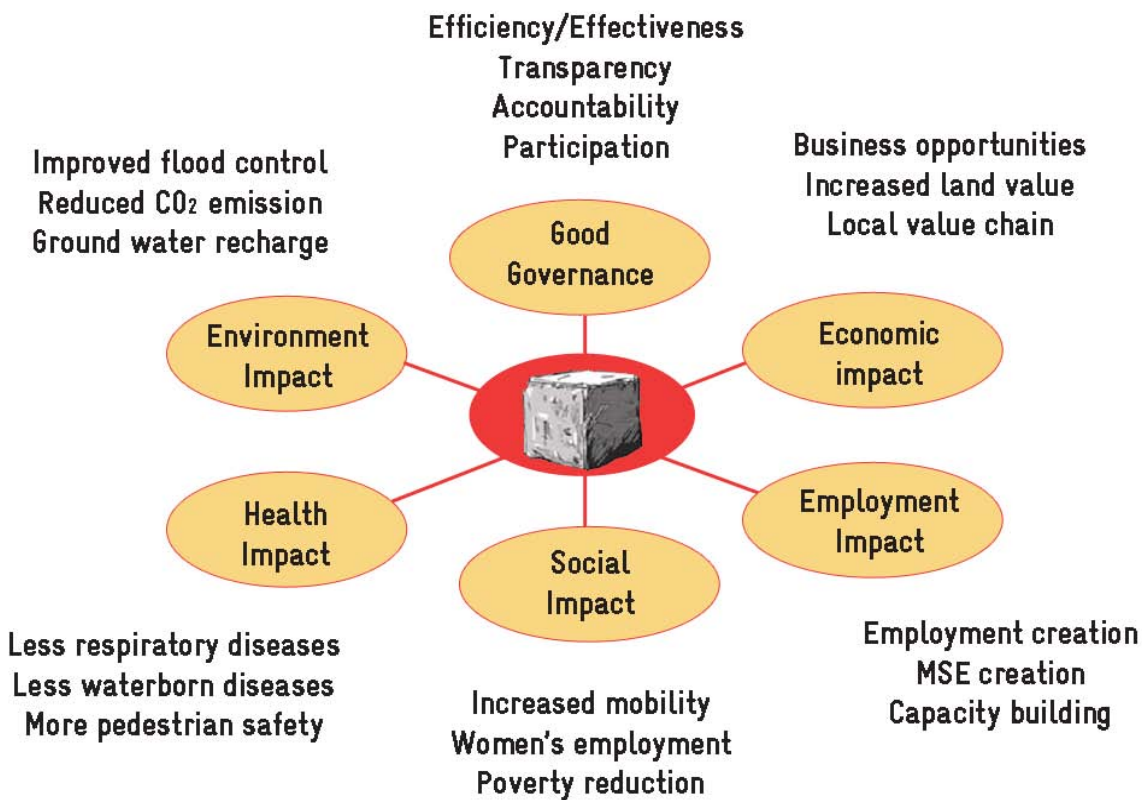 Efficiency/Effectiveness
Transparency
Accountability
Participation
Improved flood control
Reduced CO₂ emission
Ground water recharge
Business opportunities
Increased land value
Local value chain
Good
Governance
Environment
Impact
Economic
impact
Health
Impact
Social
Impact
Employment
Impact
Less respiratory diseases
Less waterborn diseases
More pedestrian safety
Increased mobility
Women's employment
Poverty reduction
Employment creation
MSE creation
Capacity building